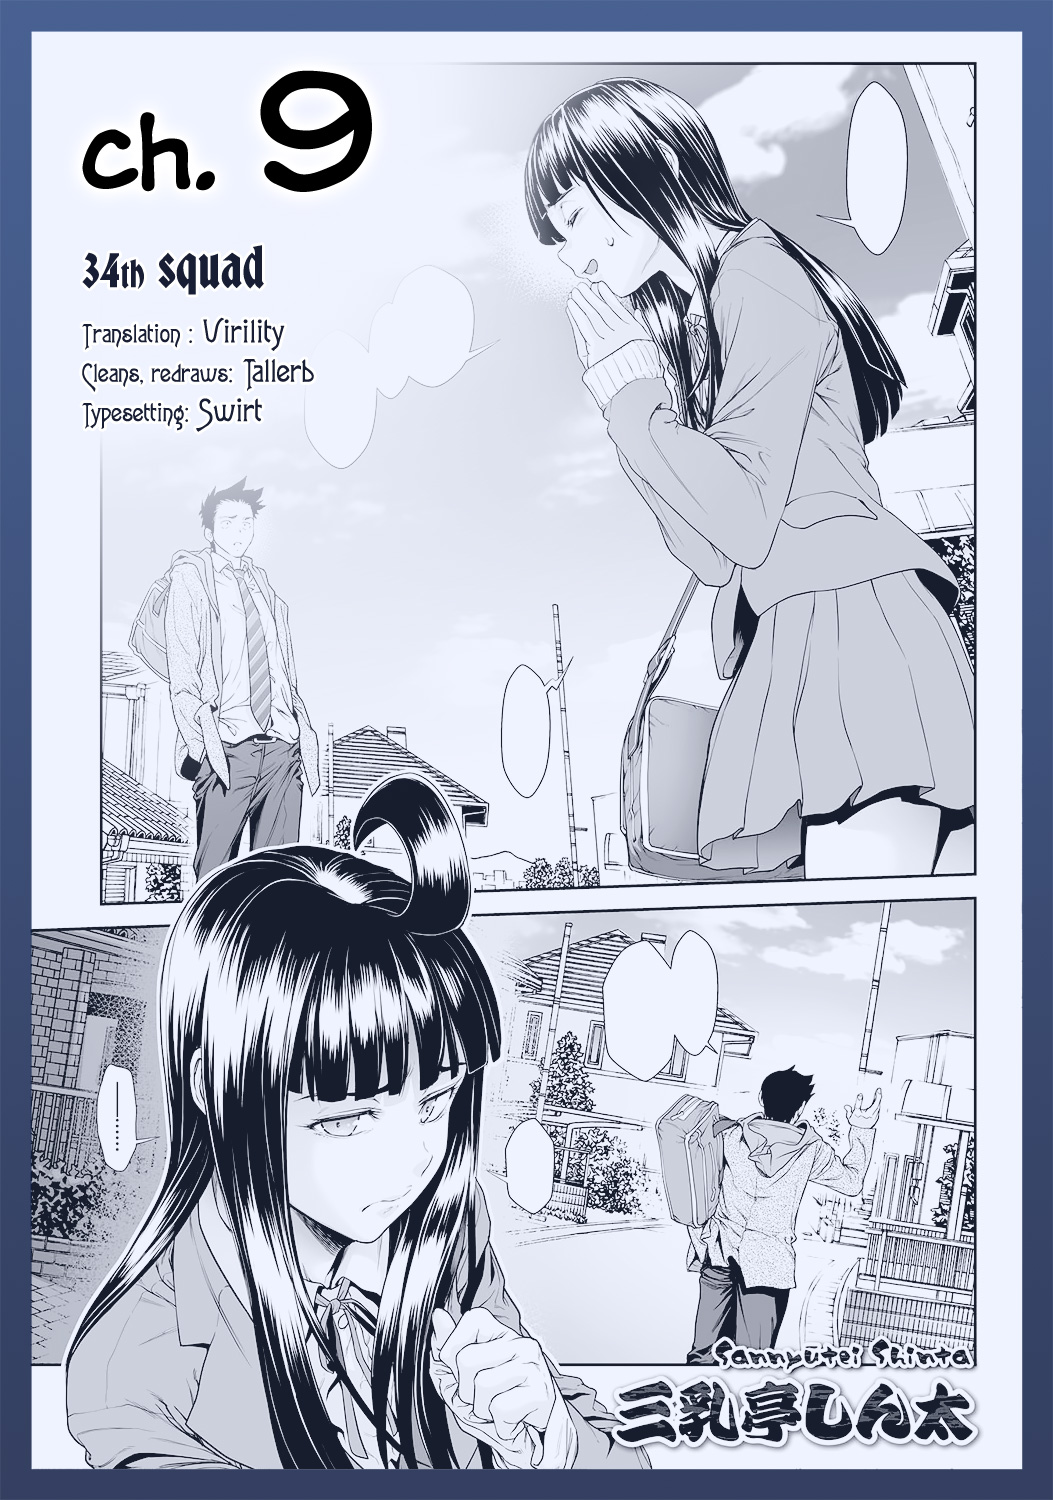 ch. 9
34th squad
Translation : Virility
Cleans, redraws: Tallerb
Typesetting: Swirt
Sannyutei Shinta
三乳亭しん太